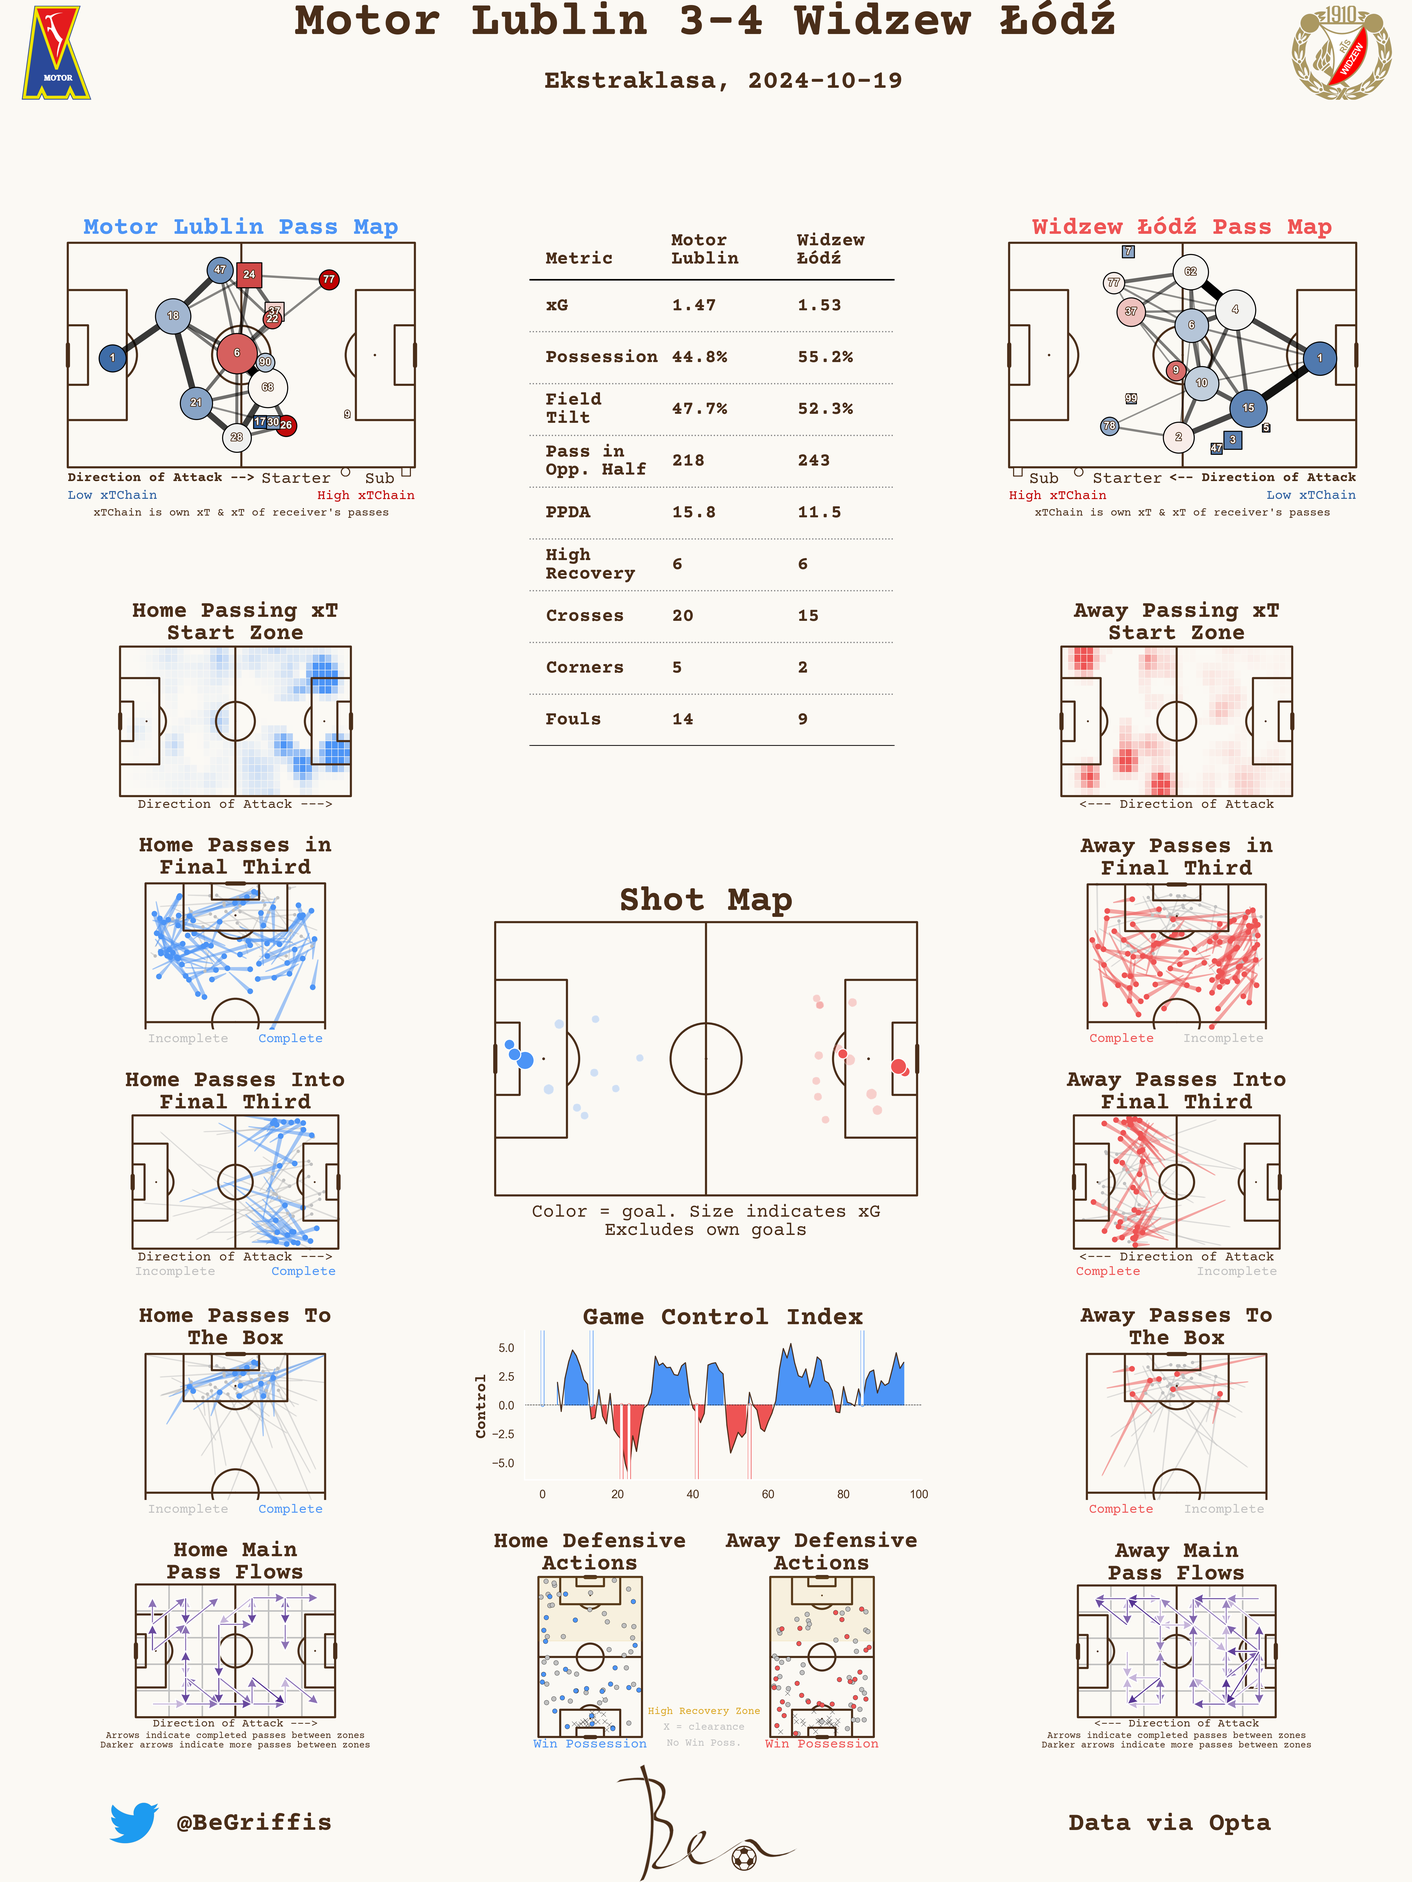 Motor Lublin 3-4 Widzew Łódź
Ekstraklasa, 2024-10-19
MOTOR
1910
RTS
WIDZEW
Motor Lublin Pass Map
47
24
77
37
22
18
6
1
90
68
21
17
30
26
28
9
Direction of Attack --> Starter Sub
Low xTChain High xTChain
xTChain is own xT & xT of receiver's passes
Metric Motor Lublin Widzew Łódź
xG 1.47 1.53
Possession 44.8% 55.2%
Field Tilt 47.7% 52.3%
Pass in Opp. Half 218 243
PPDA 15.8 11.5
High Recovery 6 6
Crosses 20 15
Corners 5 2
Fouls 14 9
Widzew Łódź Pass Map
7
62
77
37
4
6
1
9
10
99
15
78
2
3
47
5
Sub Starter <-- Direction of Attack
High xTChain Low xTChain
xTChain is own xT & xT of receiver's passes
Home Passing xT
Start Zone
Direction of Attack --->
Away Passing xT
Start Zone
<--- Direction of Attack
Home Passes in
Final Third
Incomplete Complete
Away Passes in
Final Third
Complete Incomplete
Shot Map
Color = goal. Size indicates xG
Excludes own goals
Home Passes Into
Final Third
Direction of Attack --->
Incomplete Complete
Away Passes Into
Final Third
<--- Direction of Attack
Complete Incomplete
Home Passes To
The Box
Incomplete Complete
Game Control Index
Control
5.0
2.5
0.0
−2.5
−5.0
0 20 40 60 80 100
Away Passes To
The Box
Complete Incomplete
Home Main
Pass Flows
Direction of Attack --->
Arrows indicate completed passes between zones
Darker arrows indicate more passes between zones
Home Defensive
Actions
Win Possession
Away Defensive
Actions
Win Possession
High Recovery Zone
X = clearance
No Win Poss.
Away Main
Pass Flows
<--- Direction of Attack
Arrows indicate completed passes between zones
Darker arrows indicate more passes between zones
@BeGriffis
Ben
Data via Opta